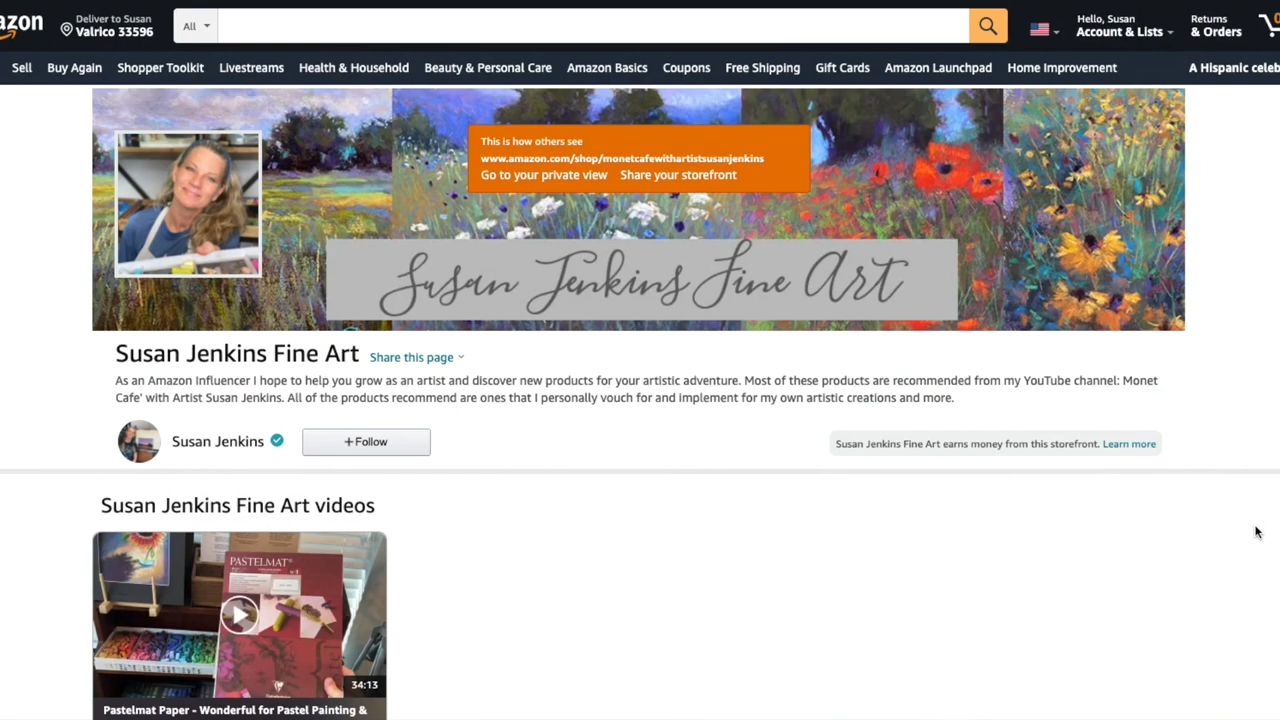 Deliver to Susan
Valrico 33596
All
Hello, Susan
Account & Lists
Returns
& Orders
Sell Buy Again Shopper Toolkit Livestreams Health & Household Beauty & Personal Care Amazon Basics Coupons Free Shipping Gift Cards Amazon Launchpad Home Improvement A Hispanic
This is how others see
www.amazon.com/shop/monetcafewithartistsusanjenkins
Go to your private view Share your storefront
Susan Jenkins Fine Art
Susan Jenkins Fine Art Share this page
As an Amazon Influencer I hope to help you grow as an artist and discover new products for your artistic adventure. Most of these products are recommended from my YouTube channel: Monet
Cafe' with Artist Susan Jenkins. All of the products recommend are ones that I personally vouch for and implement for my own artistic creations and more.
Susan Jenkins +Follow Susan Jenkins Fine Art earns money from this storefront. Learn more
Susan Jenkins Fine Art videos
PASTELMAT
34:13
Pastelmat Paper - Wonderful for Pastel Painting &